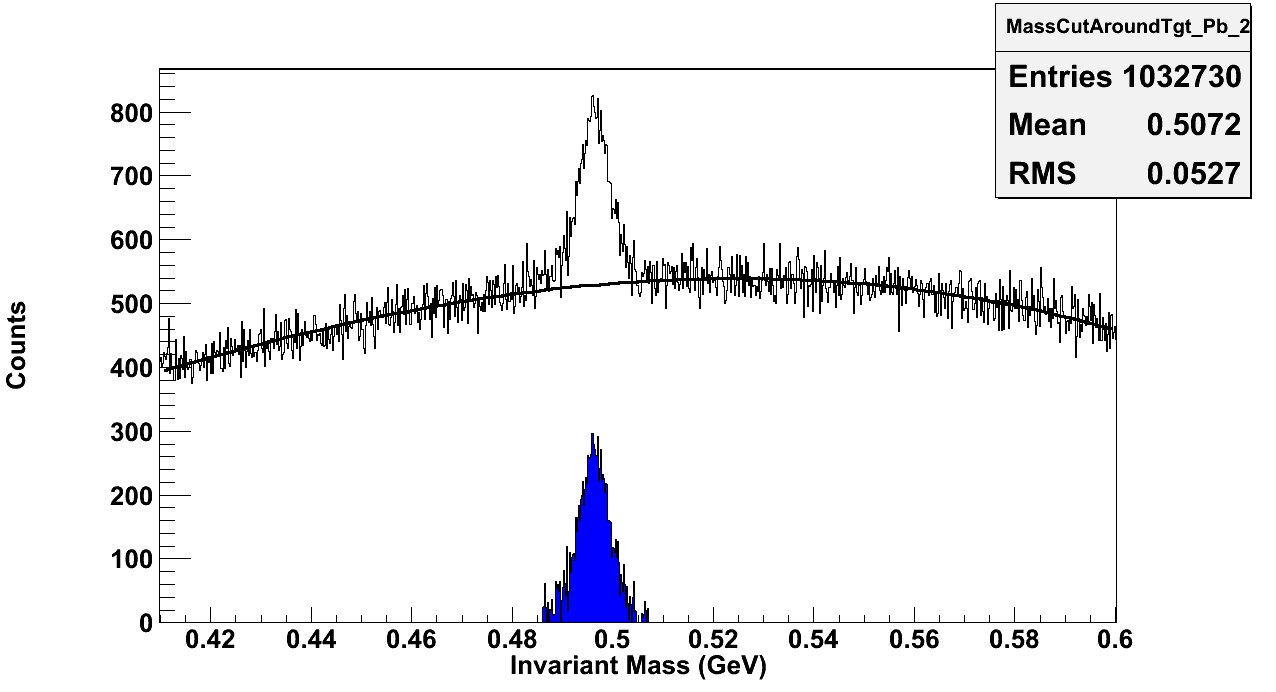 MassCutAroundTgt_Pb_2
Entries 1032730
Mean 0.5072
RMS 0.0527
Counts
800
700
600
500
400
300
200
100
0
0.42 0.44 0.46 0.48 0.5 0.52 0.54 0.56 0.58 0.6
Invariant Mass (GeV)